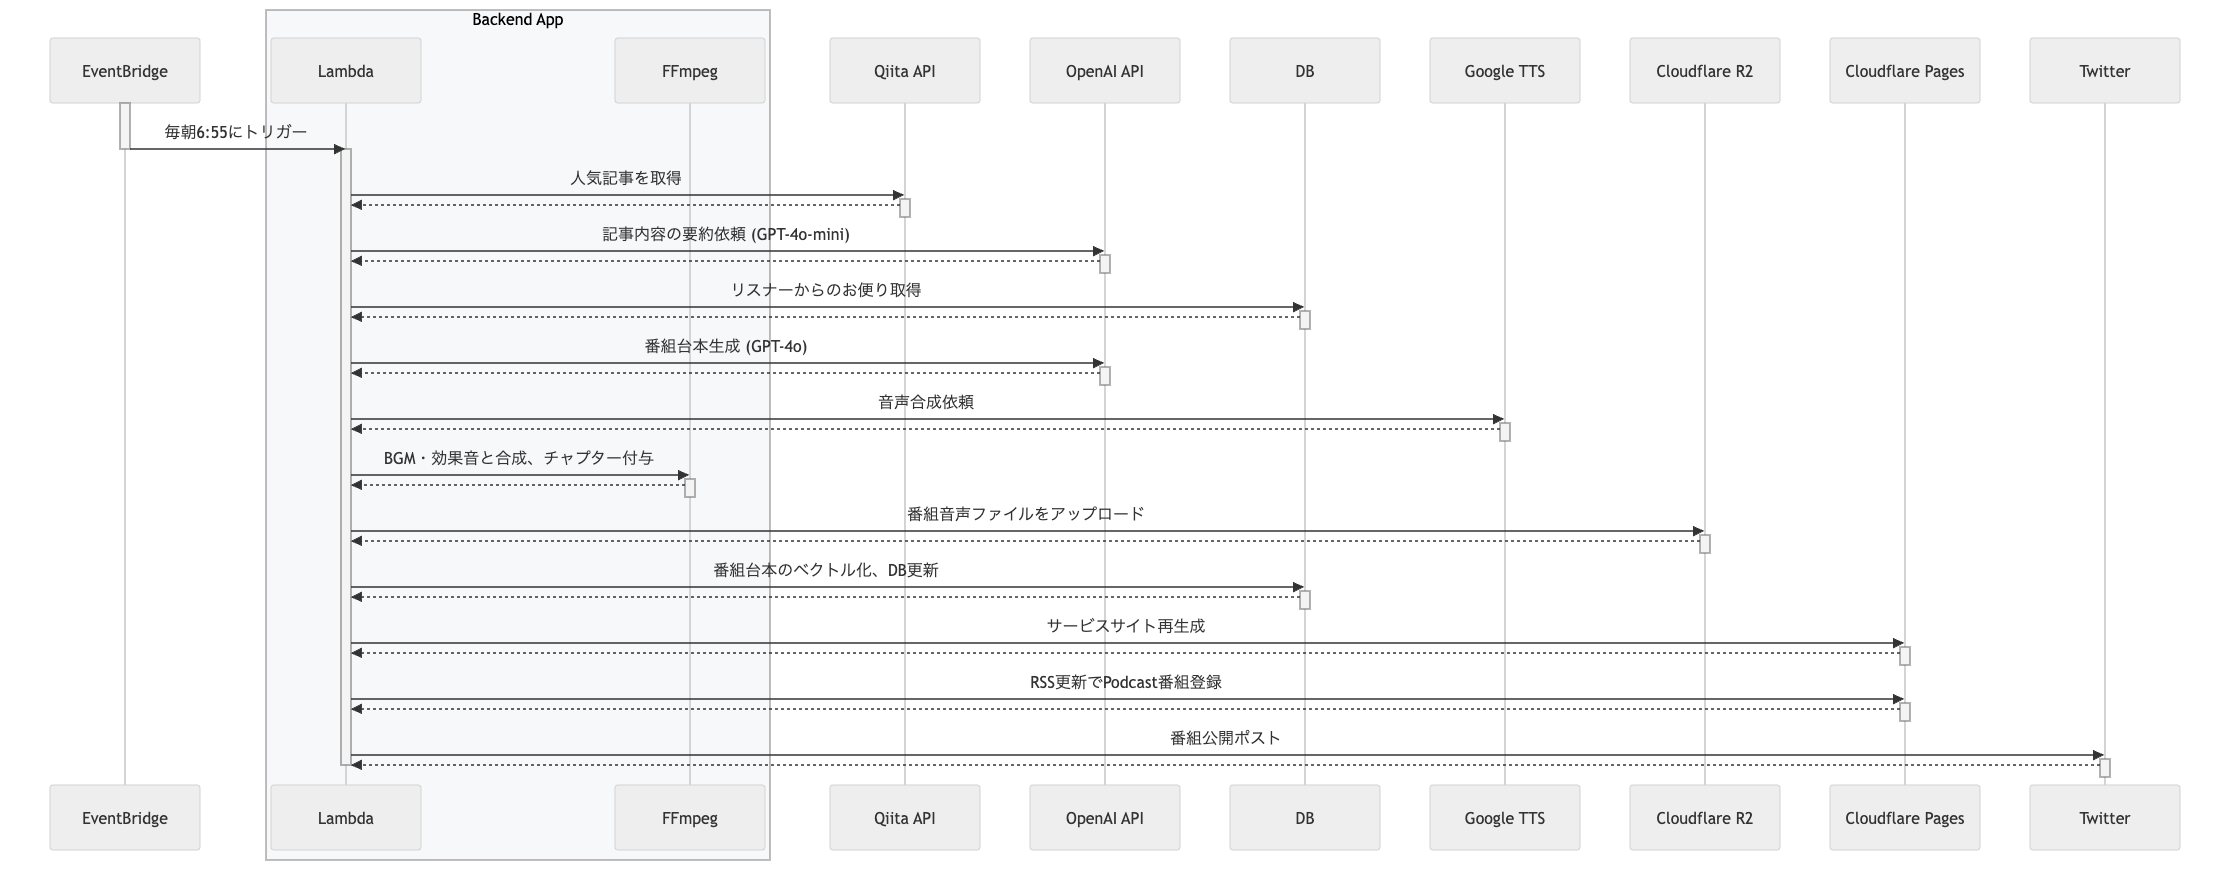 Backend App
EventBridge
Lambda
FFmpeg
Qiita API
OpenAI API
DB
Google TTS
Cloudflare R2
Cloudflare Pages
Twitter
毎朝6:55にトリガー
人気記事を取得
記事内容の要約依頼 (GPT-4o-mini)
リスナーからのお便り取得
番組台本生成 (GPT-4o)
音声合成依頼
BGM・効果音と合成、チャプター付与
番組音声ファイルをアップロード
番組台本のベクトル化、DB更新
サービスサイト再生成
RSS更新でPodcast番組登録
番組公開ポスト
EventBridge
Lambda
FFmpeg
Qiita API
OpenAI API
DB
Google TTS
Cloudflare R2
Cloudflare Pages
Twitter